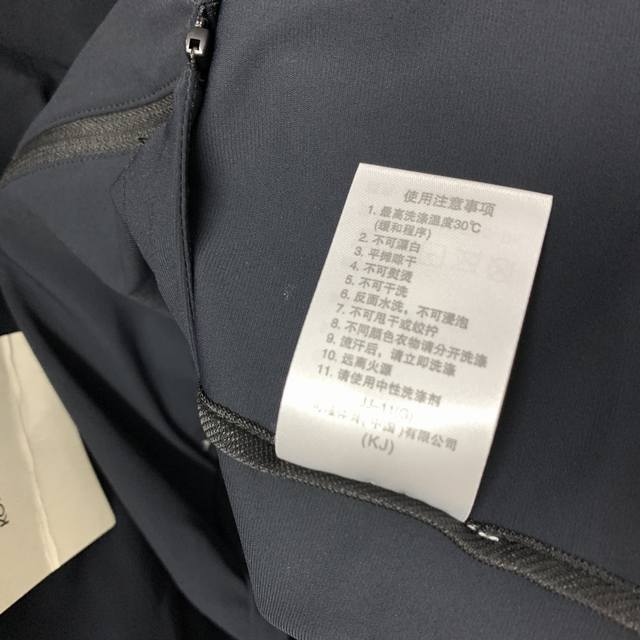 使用注意事项
1. 最高洗涤温度30℃
(缓和程序)
2. 不可漂白
3. 平摊晾干
4. 不可熨烫
5. 不可干洗
6. 反面水洗，不可浸泡
7. 不可甩干或绞拧
8. 不同颜色衣物请分开洗涤
9. 流汗后，请立即洗涤
10. 远离火源
11. 请使用中性洗涤剂
中国)有限公司
(KJ)